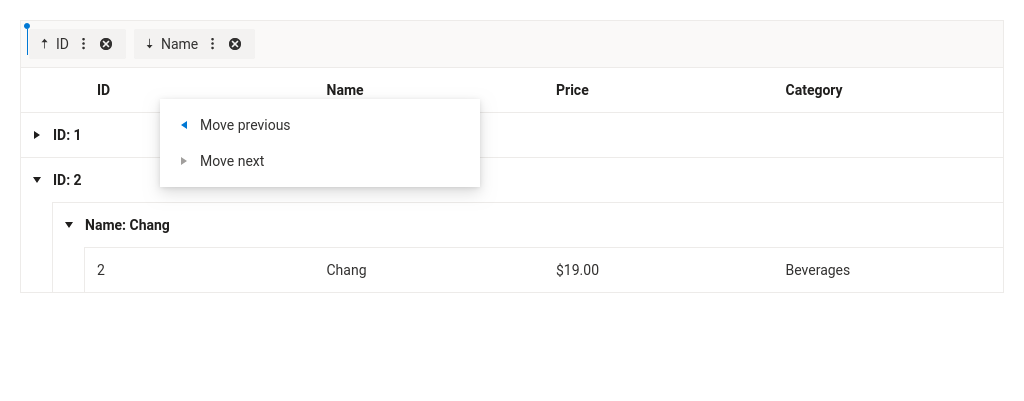 ID Name
ID Name Price Category
Move previous
ID: 1
Move next
ID: 2
Name: Chang
2 Chang $19.00 Beverages